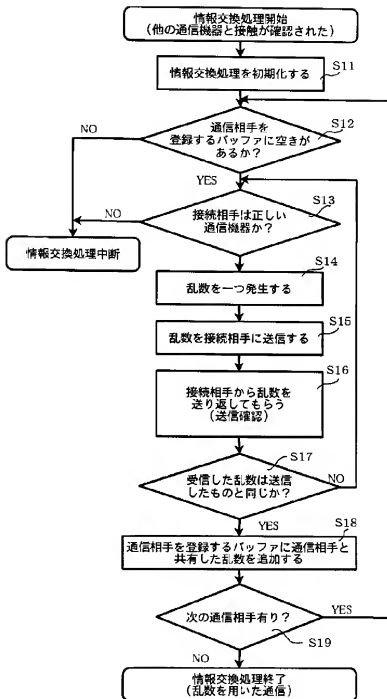 情報交換処理開始
(他の通信機器と接触が確認された)
S11
情報交換処理を初期化する
S12
通信相手を
登録するバッファに空きが
あるか?
NO
YES
S13
接続相手は正しい
通信機器か?
NO
情報交換処理中断
S14
乱数を一つ発生する
S15
乱数を接続相手に送信する
S16
接続相手から乱数を
送り返してもらう
(送信確認)
S17
受信した乱数は送信
したものと同じか?
NO
YES
S18
通信相手を登録するバッファに通信相手と
共有した乱数を追加する
次の通信相手有り?
YES
S19
NO
情報交換処理終了
(乱数を用いた通信)